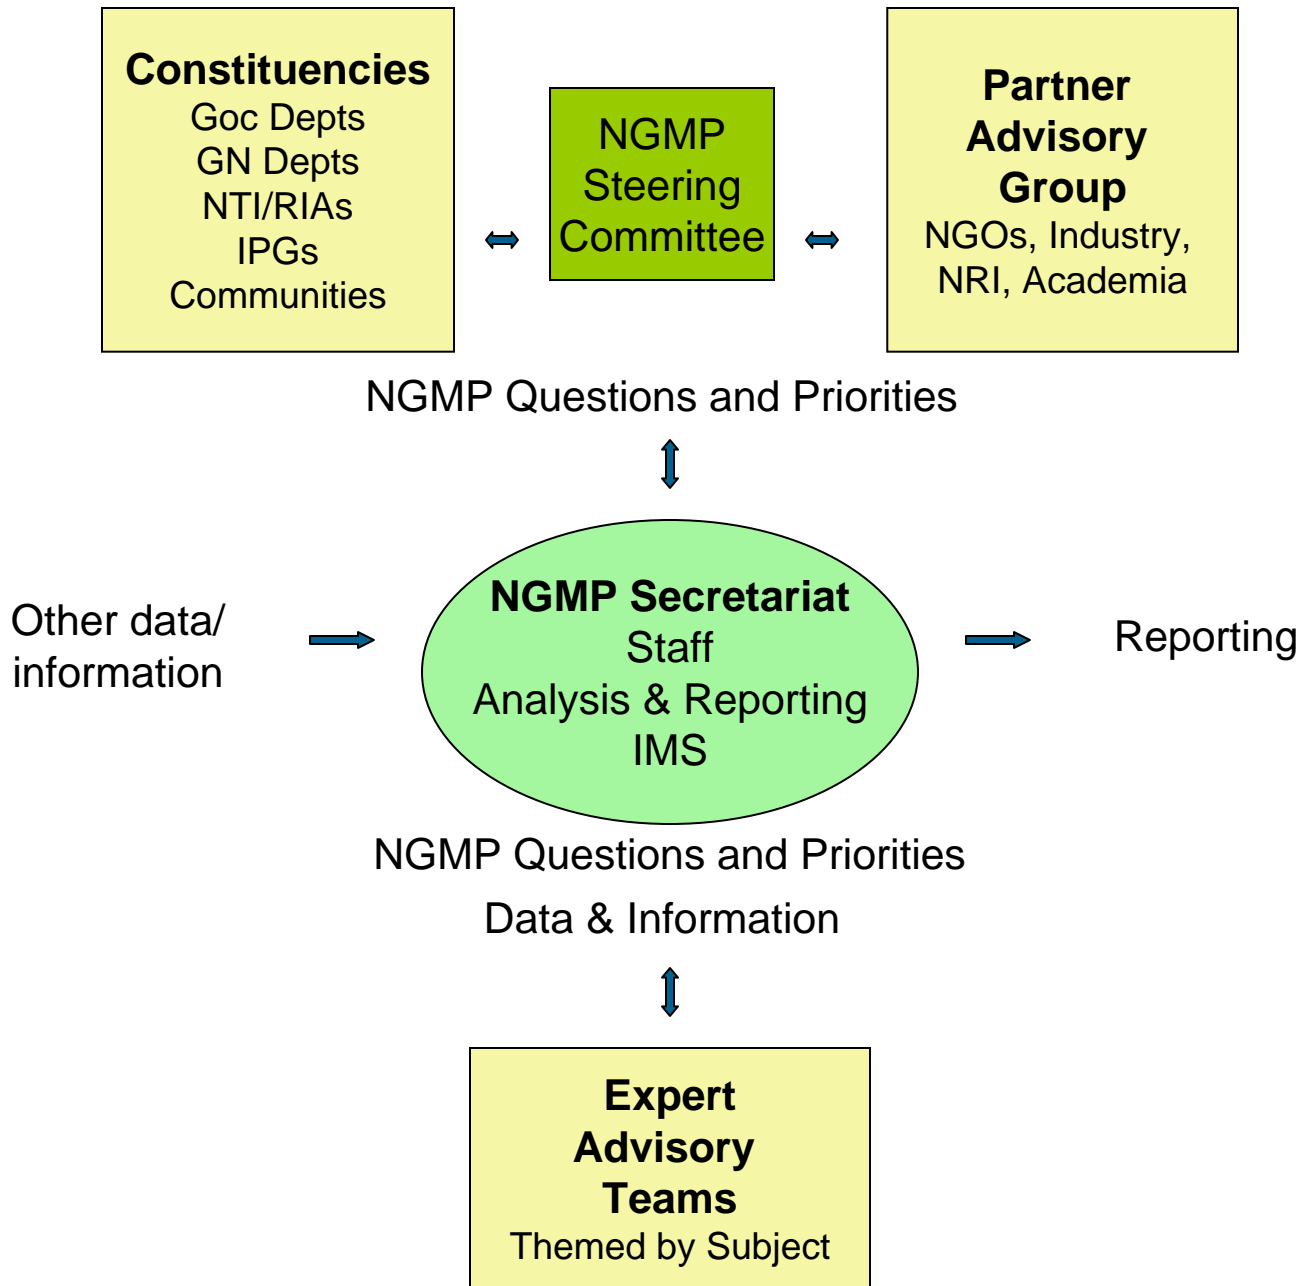 Constituencies
Goc Depts
GN Depts
NTI/RIAs
IPGs
Communities
NGMP
Steering
Committee
Partner
Advisory
Group
NGOs, Industry,
NRI, Academia
NGMP Questions and Priorities
Other data/
information
NGMP Secretariat
Staff
Analysis & Reporting
IMS
Reporting
NGMP Questions and Priorities
Data & Information
Expert
Advisory
Teams
Themed by Subject